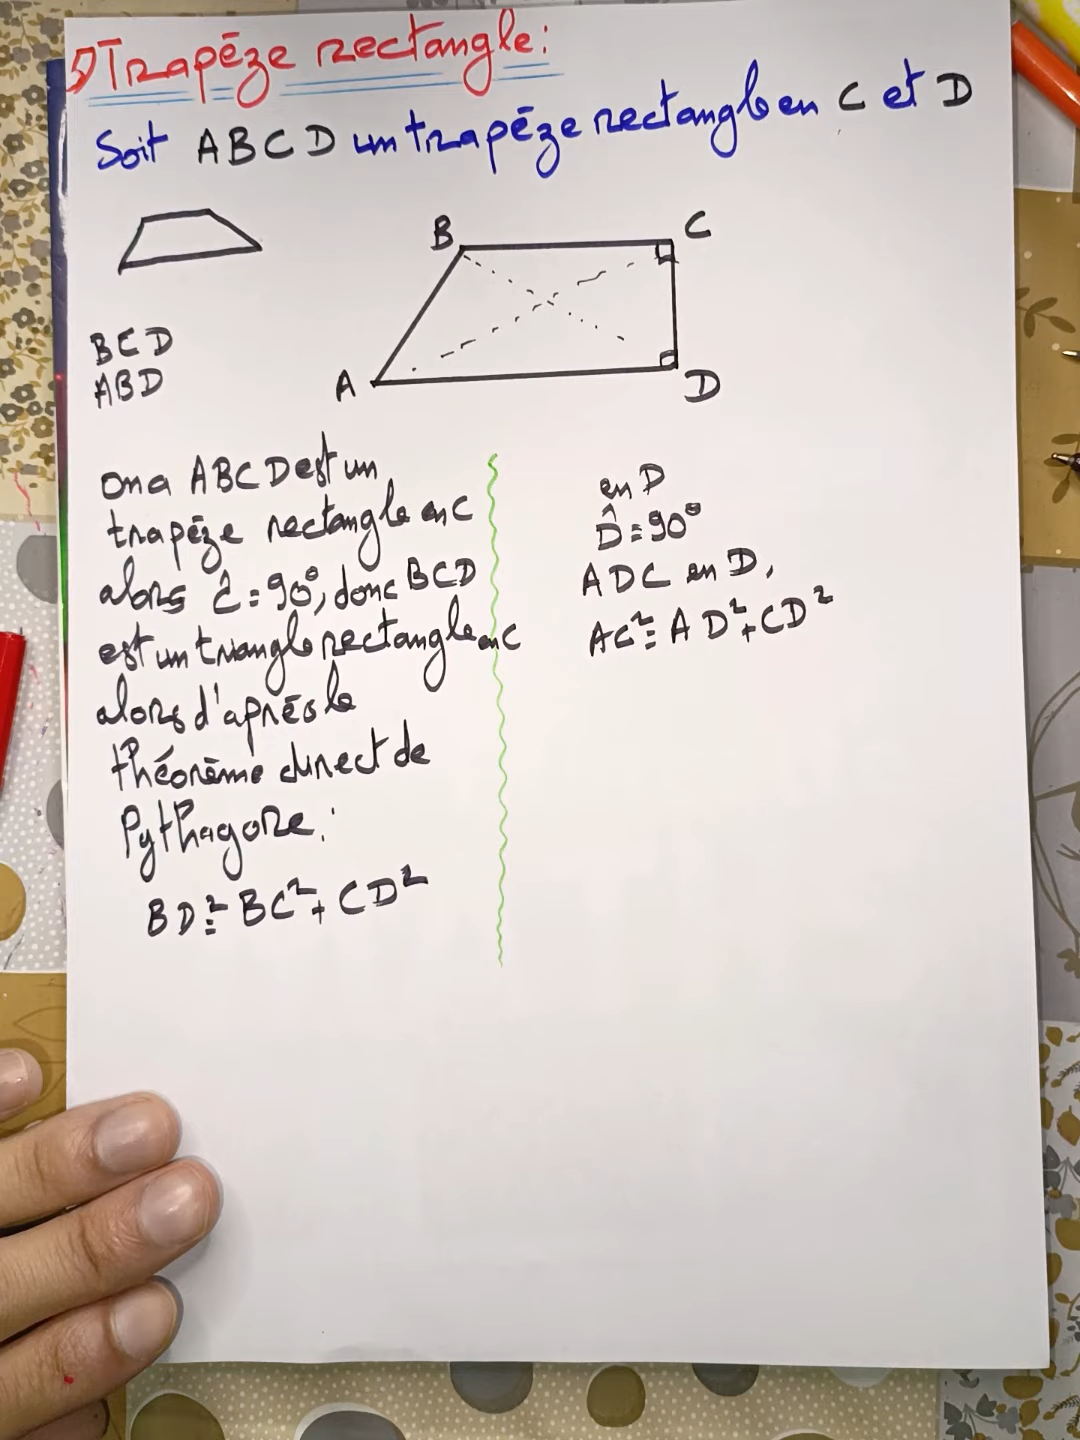 5) Trapèze rectangle:
Soit ABCD un trapèze rectangle en C et D
B
C
A
D
BCD
ABD
on a ABCD est un
trapèze rectangle en C
alors Ĉ = 90°, donc BCD
est un triangle rectangle en C
alors d'après le
théorème direct de
Pythagore:
BD² = BC² + CD²
en D
D̂ = 90°
ADC en D,
AC² = AD² + CD²